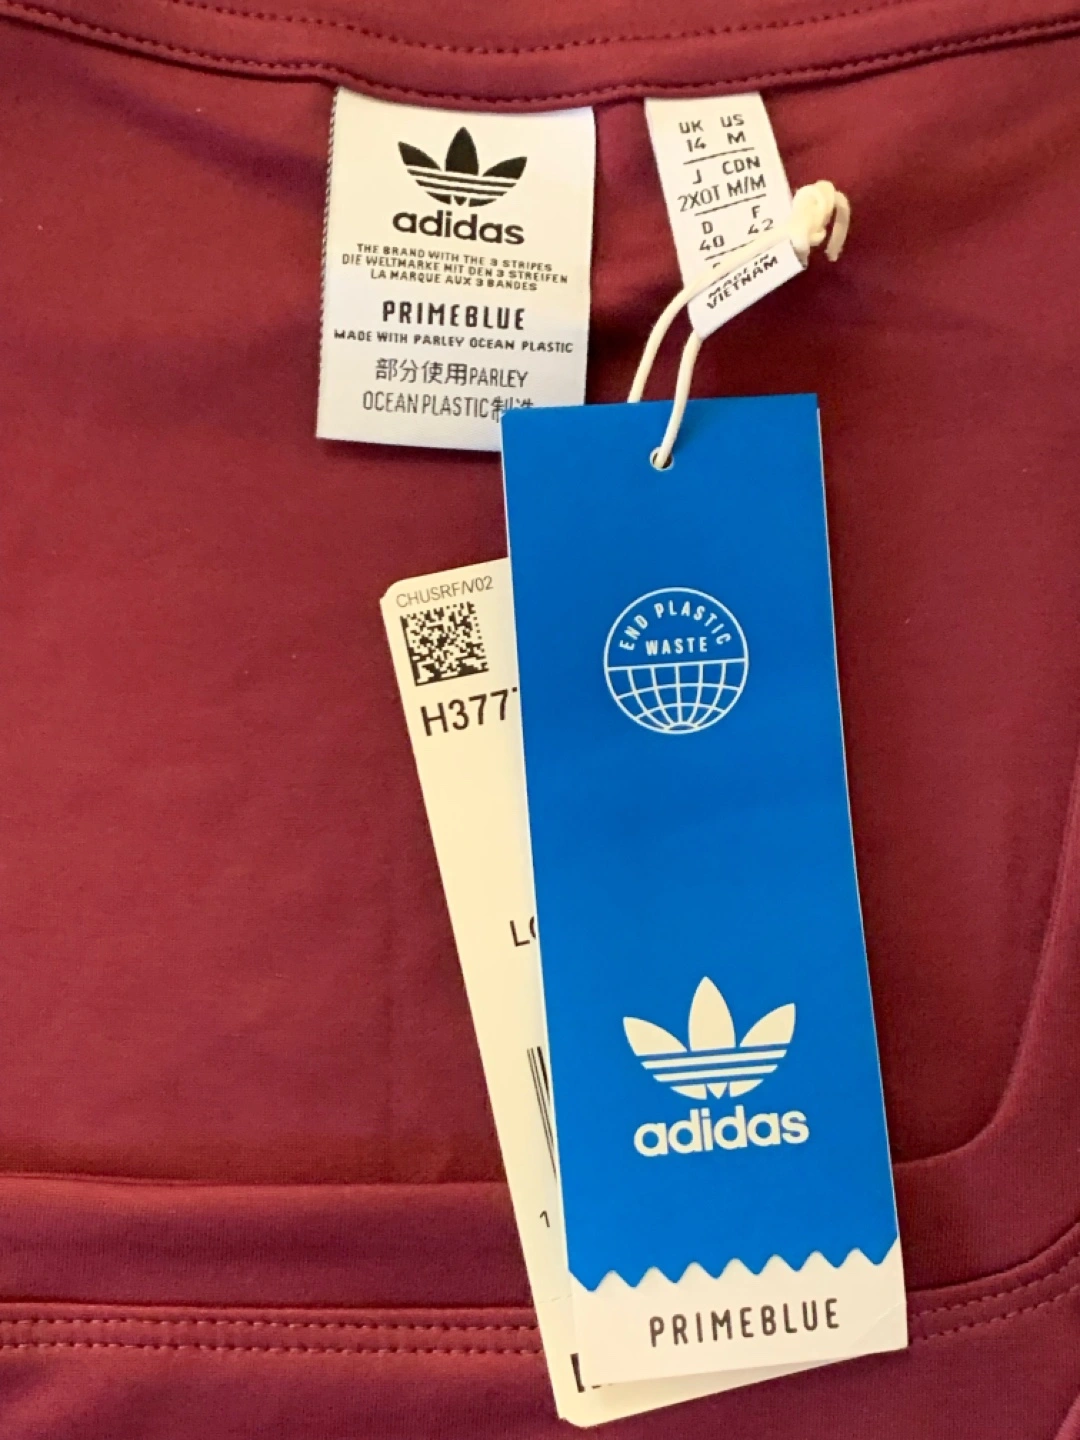 adidas
THE BRAND WITH THE 3 STRIPES
DIE WELTMARKE MIT DEN 3 STREIFEN
LA MARQUE AUX 3 BANDES
PRIMEBLUE
MADE WITH PARLEY OCEAN PLASTIC
部分使用PARLEY
OCEAN PLASTIC制造
UK US
14 M
J CDN
2XOT M/M
D F
40 42
MADE IN
VIETNAM
CHUSRF/V02
H377
END PLASTIC
WASTE
adidas
PRIMEBLUE
1